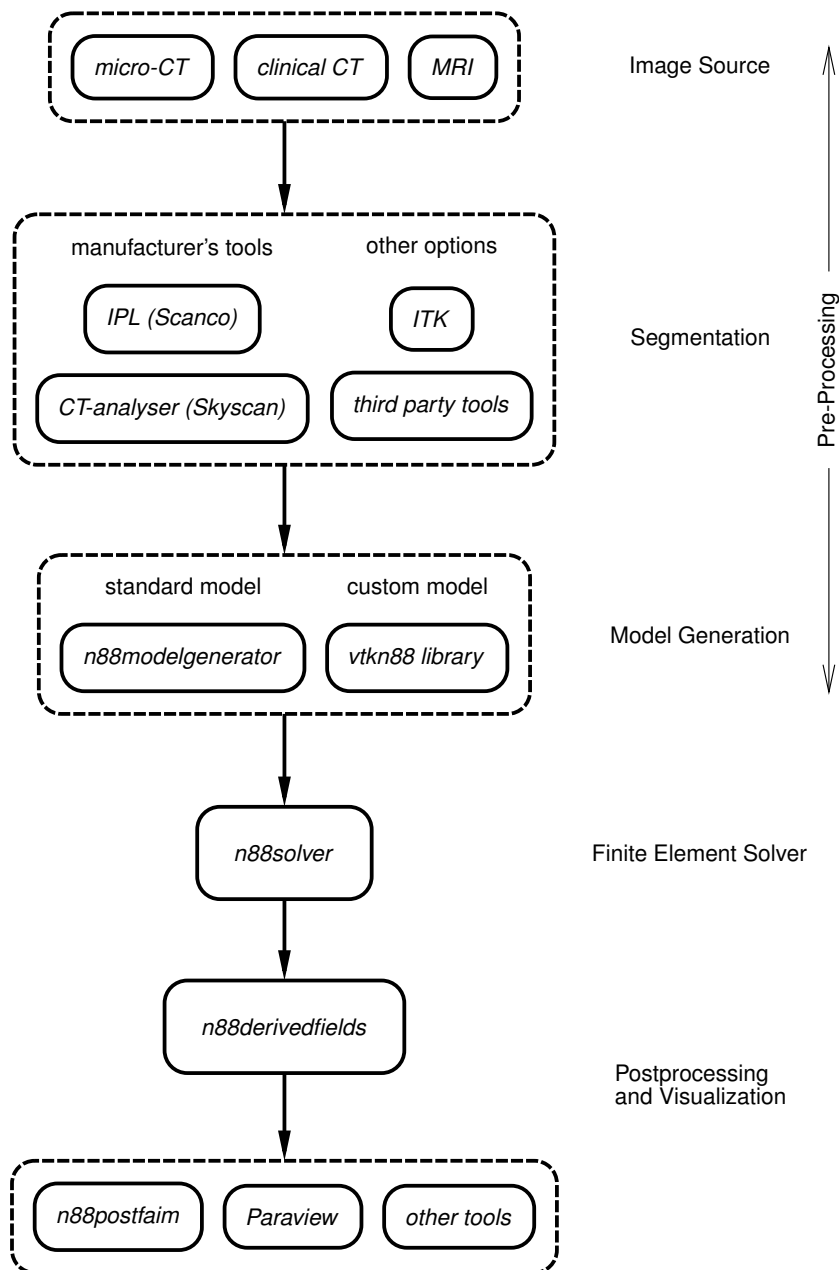 micro-CT clinical CT MRI Image Source
manufacturer's tools other options
IPL (Scanco) ITK Segmentation
CT-analyser (Skyscan) third party tools
Pre-Processing
standard model custom model
n88modelgenerator vtkn88 library Model Generation
n88solver Finite Element Solver
n88derivedfields
Postprocessing
and Visualization
n88postfaim Paraview other tools